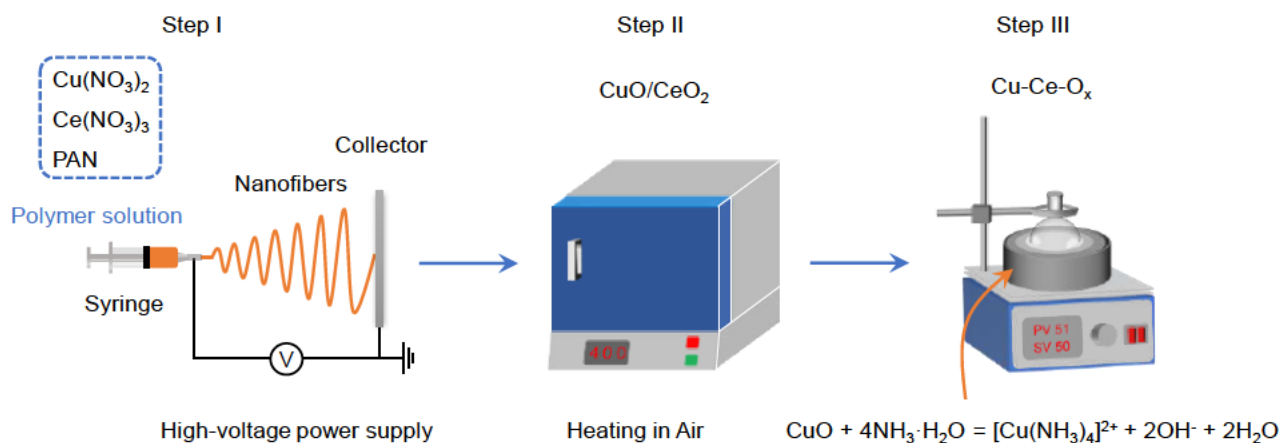 Step I
Cu(NO₃)₂
Ce(NO₃)₃
PAN
Polymer solution
Syringe
Nanofibers
Collector
V
High-voltage power supply
Step II
CuO/CeO₂
400
Heating in Air
Step III
Cu-Ce-Oₓ
PV 51
SV 50
CuO + 4NH₃·H₂O = [Cu(NH₃)₄]²⁺ + 2OH⁻ + 2H₂O